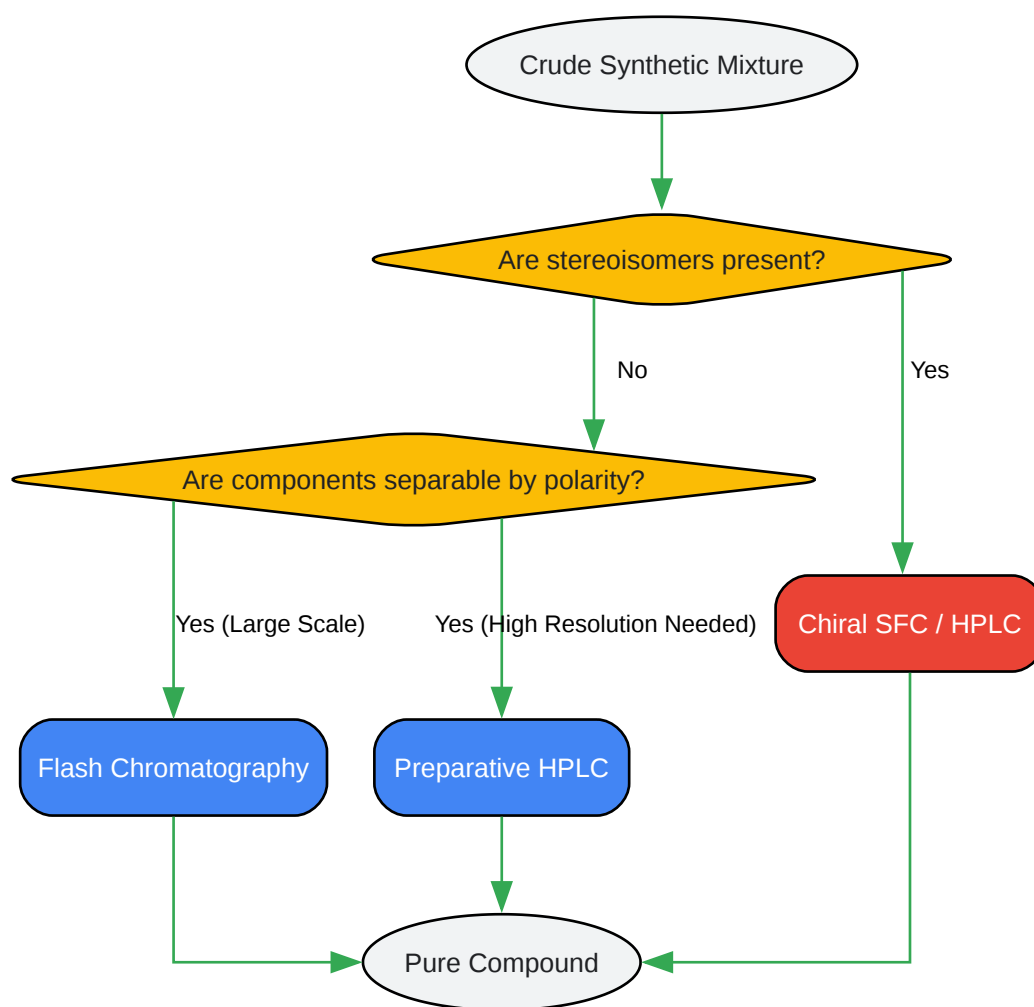 Crude Synthetic Mixture
Are stereoisomers present?
No
Yes
Are components separable by polarity?
Yes (Large Scale)
Yes (High Resolution Needed)
Chiral SFC / HPLC
Flash Chromatography
Preparative HPLC
Pure Compound